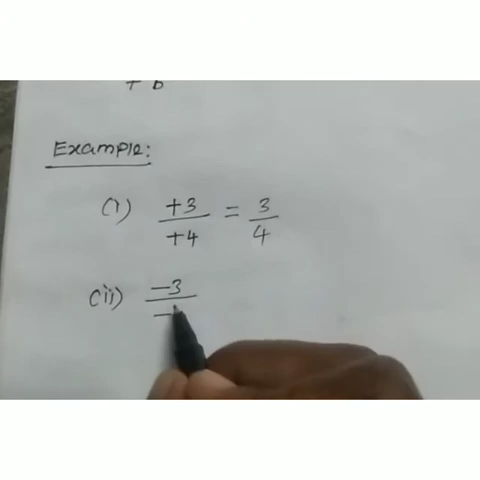 + b
Example:
(i) +3/+4 = 3/4
(ii) -3/-